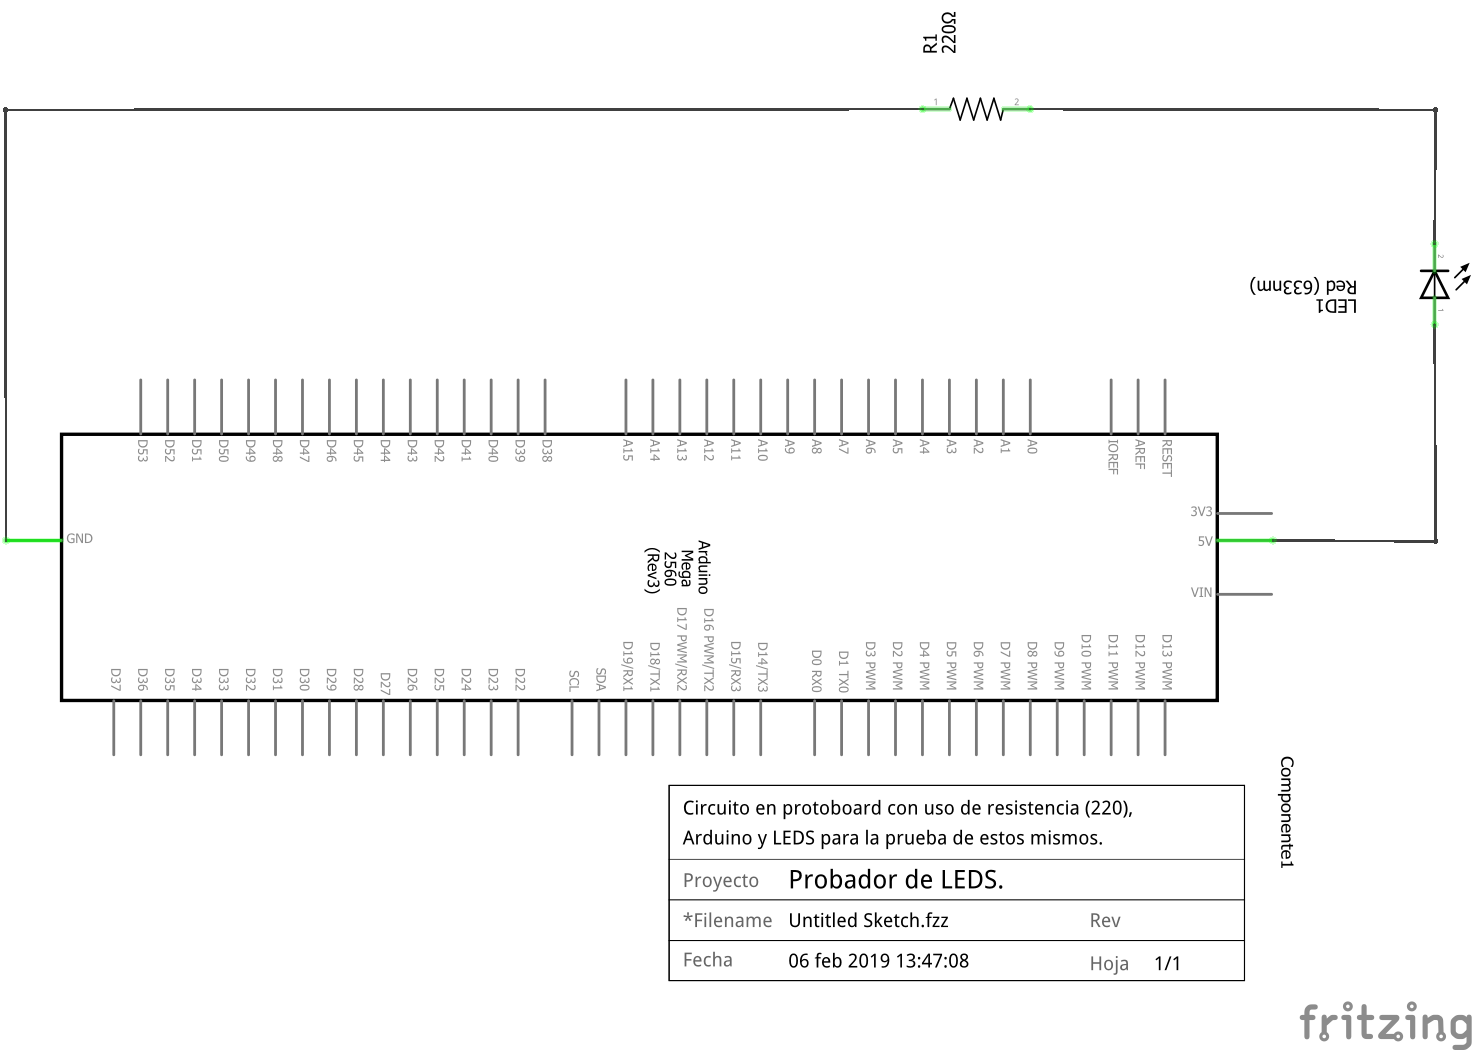 R1
220Ω
1
2
2
1
LED1
Red (633nm)
D53
D52
D51
D50
D49
D48
D47
D46
D45
D44
D43
D42
D41
D40
D39
D38
A15
A14
A13
A12
A11
A10
A9
A8
A7
A6
A5
A4
A3
A2
A1
A0
IOREF
AREF
RESET
3V3
5V
VIN
GND
Arduino
Mega
2560
(Rev3)
D37
D36
D35
D34
D33
D32
D31
D30
D29
D28
D27
D26
D25
D24
D23
D22
SCL
SDA
D19/RX1
D18/TX1
D17 PWM/RX2
D16 PWM/TX2
D15/RX3
D14/TX3
D0 RX0
D1 TX0
D3 PWM
D2 PWM
D4 PWM
D5 PWM
D6 PWM
D7 PWM
D8 PWM
D9 PWM
D10 PWM
D11 PWM
D12 PWM
D13 PWM
Componente1
Circuito en protoboard con uso de resistencia (220),
Arduino y LEDS para la prueba de estos mismos.
Proyecto Probador de LEDS.
*Filename Untitled Sketch.fzz Rev
Fecha 06 feb 2019 13:47:08 Hoja 1/1
fritzing